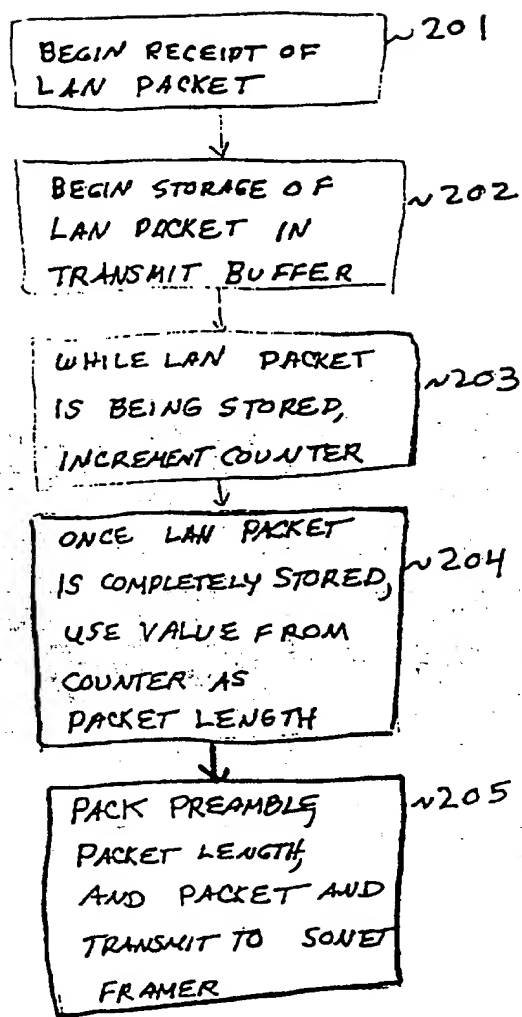 BEGIN RECEIPT OF
LAN PACKET
201
BEGIN STORAGE OF
LAN PACKET IN
TRANSMIT BUFFER
202
WHILE LAN PACKET
IS BEING STORED,
INCREMENT COUNTER
203
ONCE LAN PACKET
IS COMPLETELY STORED,
USE VALUE FROM
COUNTER AS
PACKET LENGTH
204
PACK PREAMBLE,
PACKET LENGTH,
AND PACKET AND
TRANSMIT TO SONET
FRAMER
205